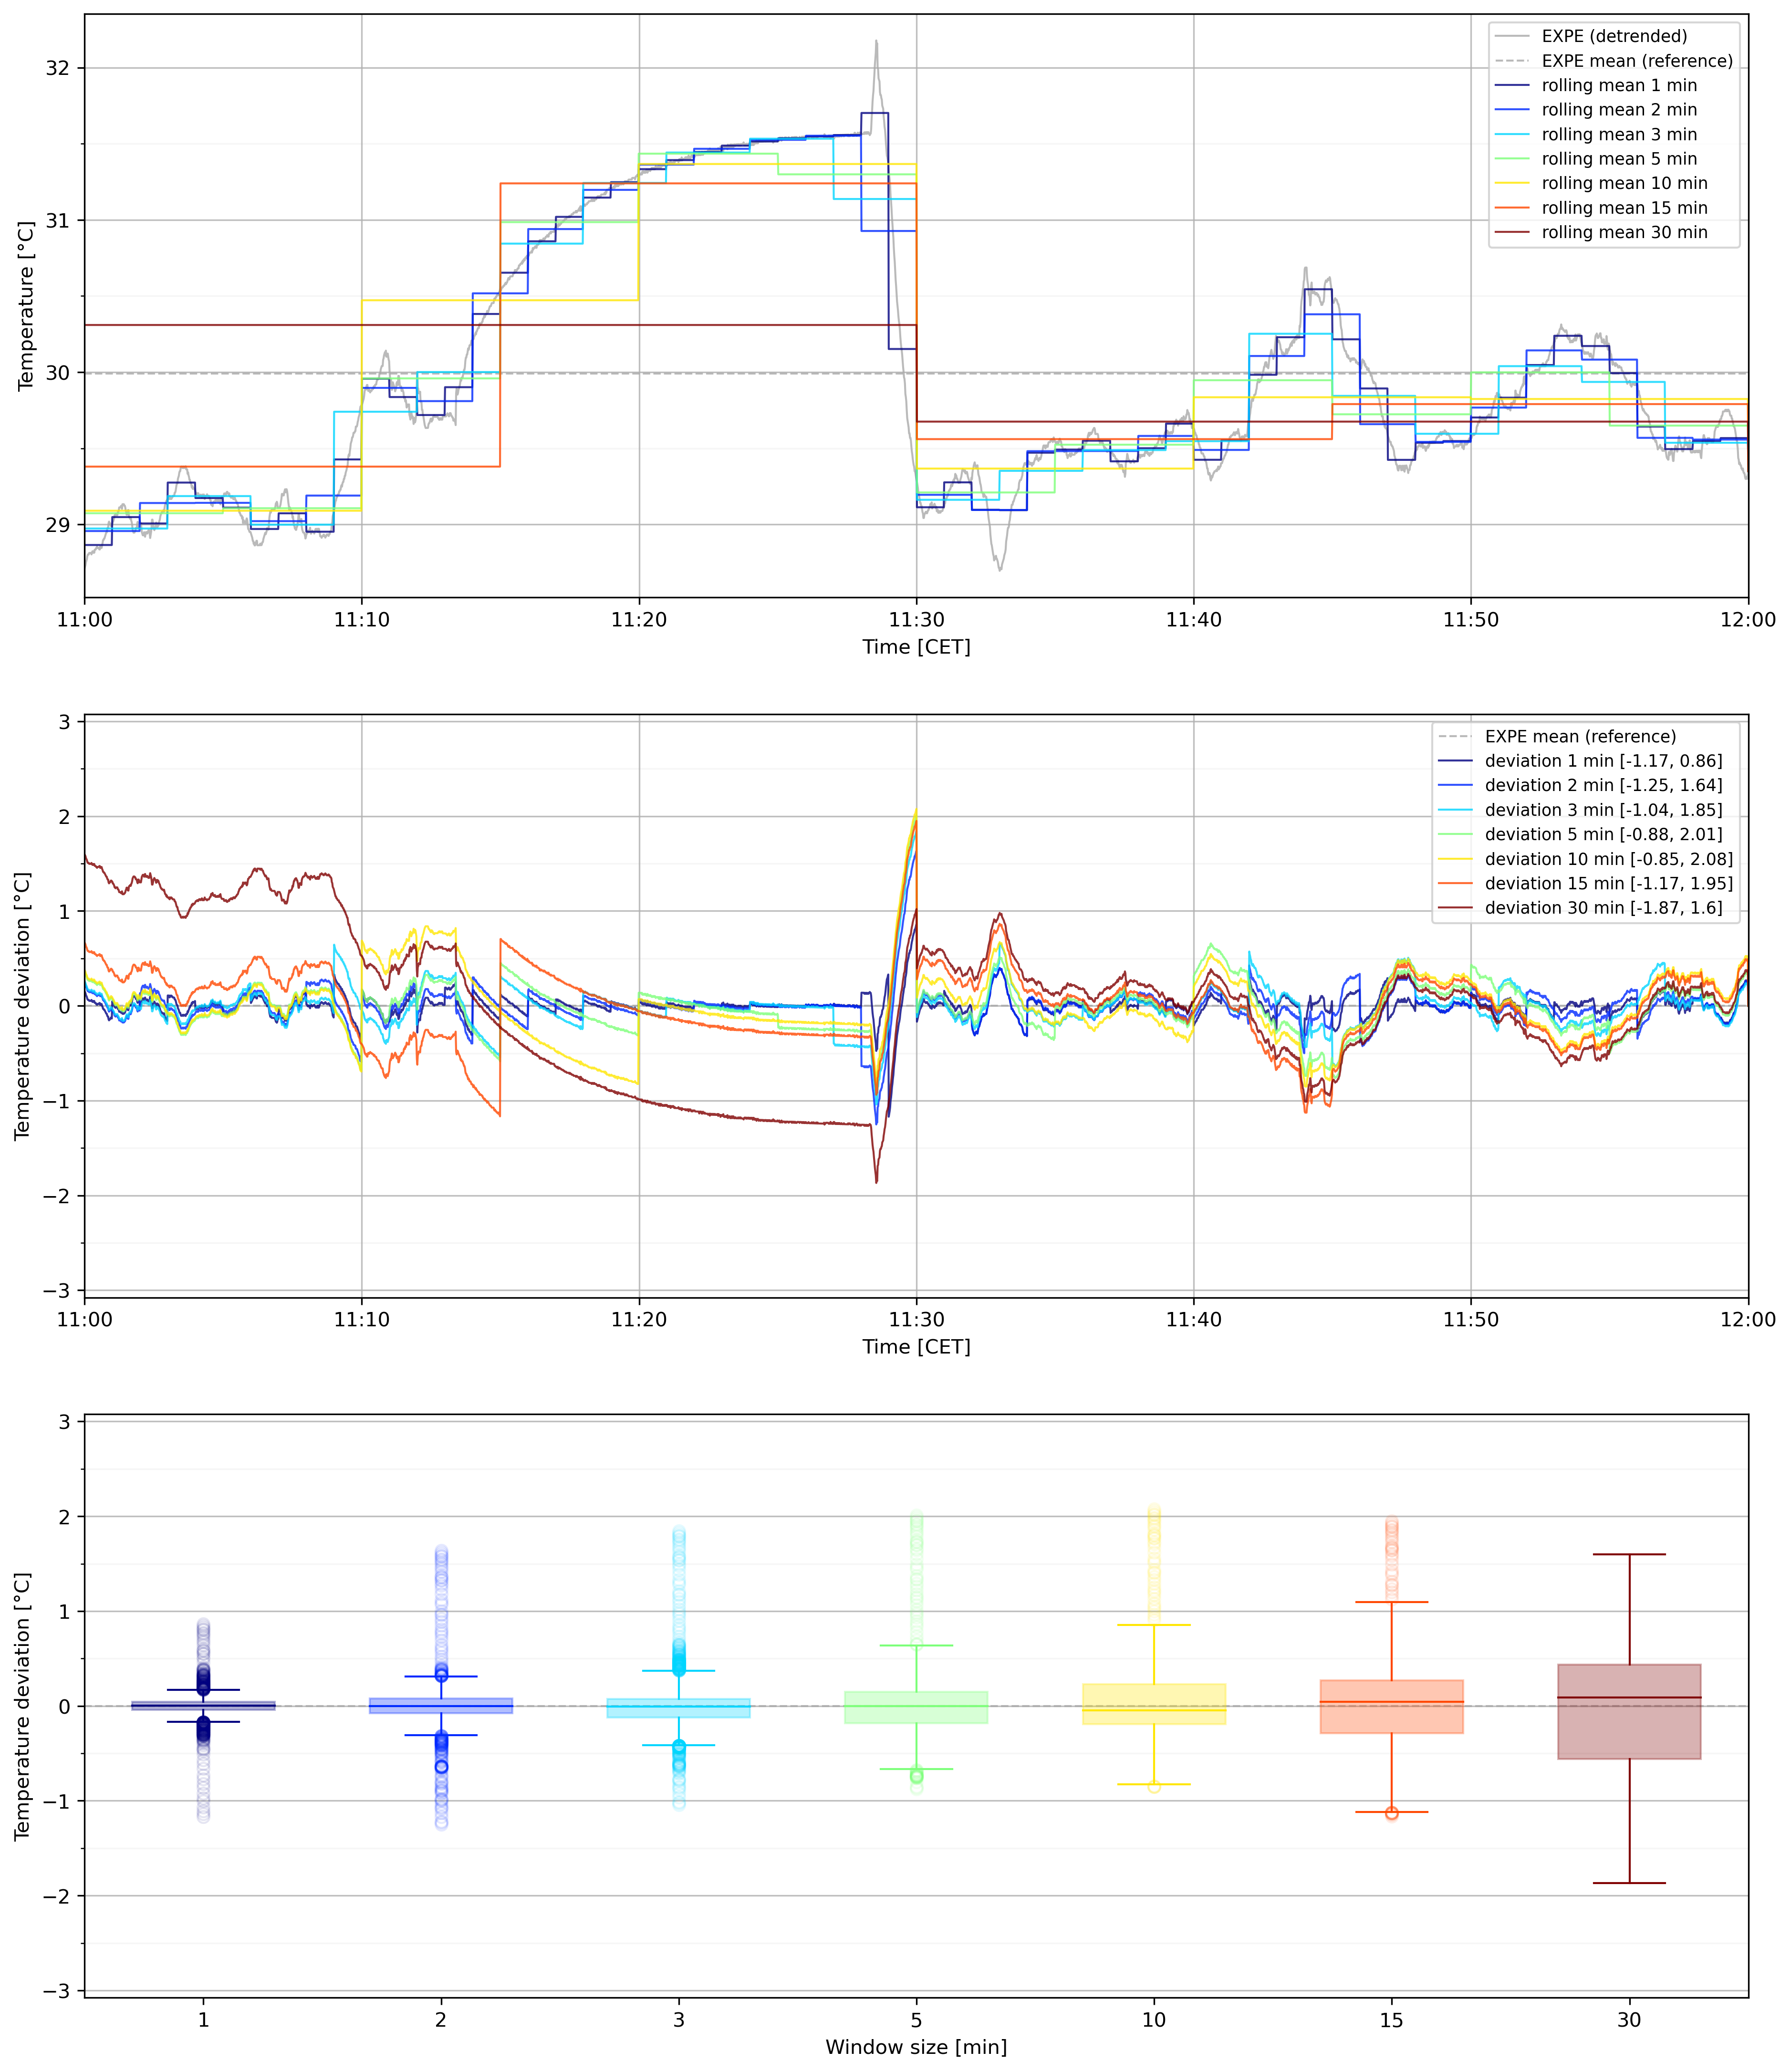 32
31
30
29
Temperature [°C]
EXPE (detrended)
EXPE mean (reference)
rolling mean 1 min
rolling mean 2 min
rolling mean 3 min
rolling mean 5 min
rolling mean 10 min
rolling mean 15 min
rolling mean 30 min
11:00 11:10 11:20 11:30 11:40 11:50 12:00
Time [CET]
3
2
1
0
−1
−2
−3
Temperature deviation [°C]
EXPE mean (reference)
deviation 1 min [-1.17, 0.86]
deviation 2 min [-1.25, 1.64]
deviation 3 min [-1.04, 1.85]
deviation 5 min [-0.88, 2.01]
deviation 10 min [-0.85, 2.08]
deviation 15 min [-1.17, 1.95]
deviation 30 min [-1.87, 1.6]
11:00 11:10 11:20 11:30 11:40 11:50 12:00
Time [CET]
3
2
1
0
−1
−2
−3
Temperature deviation [°C]
1 2 3 5 10 15 30
Window size [min]